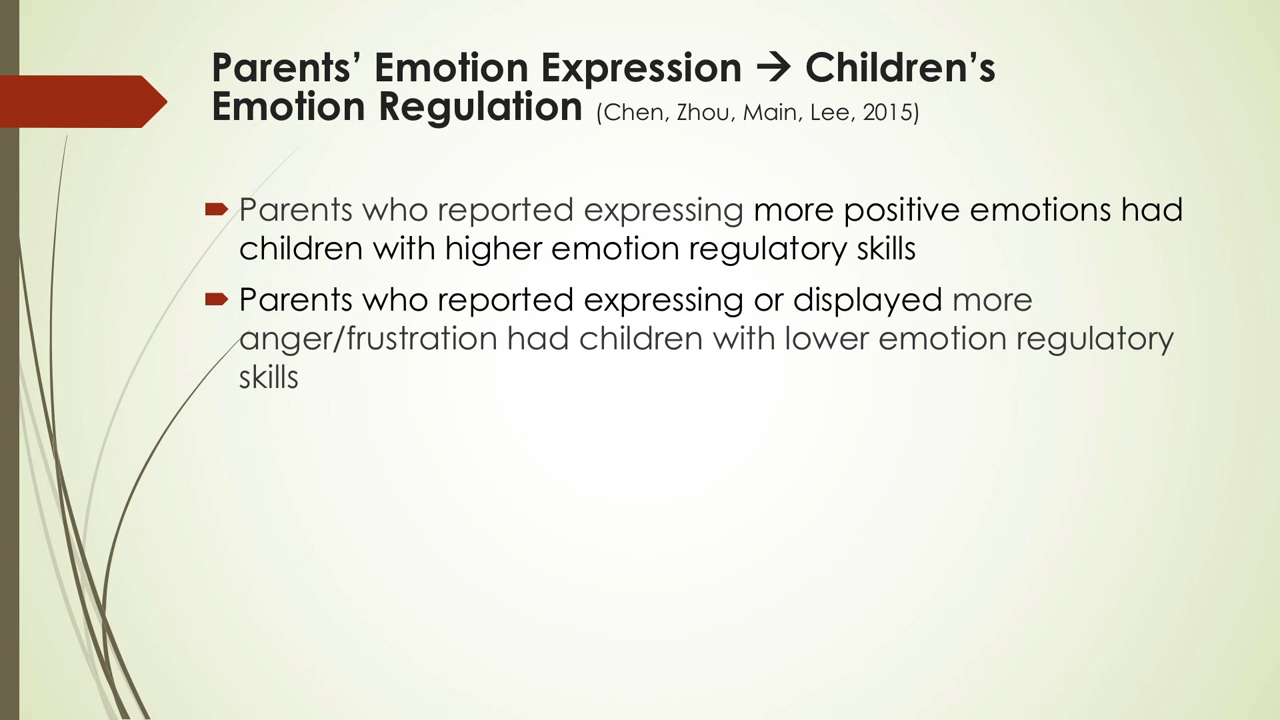 Parents’ Emotion Expression → Children’s
Emotion Regulation (Chen, Zhou, Main, Lee, 2015)
Parents who reported expressing more positive emotions had
children with higher emotion regulatory skills
Parents who reported expressing or displayed more
anger/frustration had children with lower emotion regulatory
skills